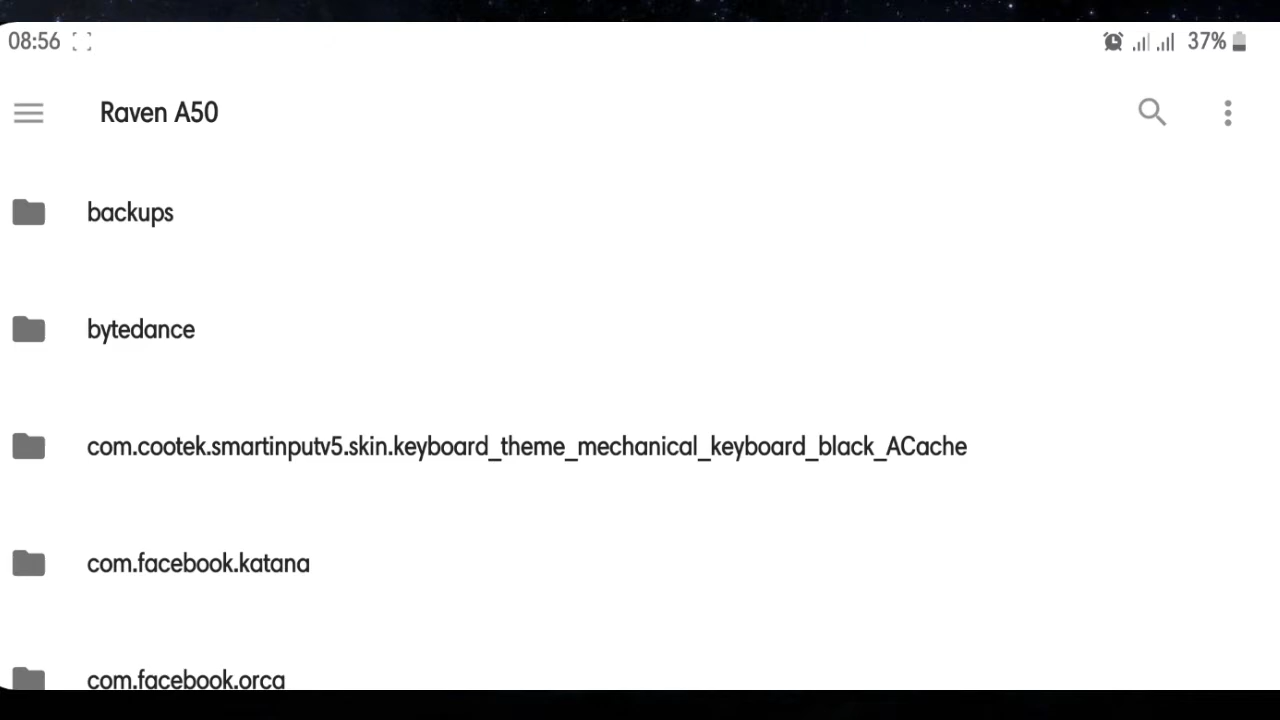 08:56
37%
Raven A50
backups
bytedance
com.cootek.smartinputv5.skin.keyboard_theme_mechanical_keyboard_black_ACache
com.facebook.katana
com.facebook.orca